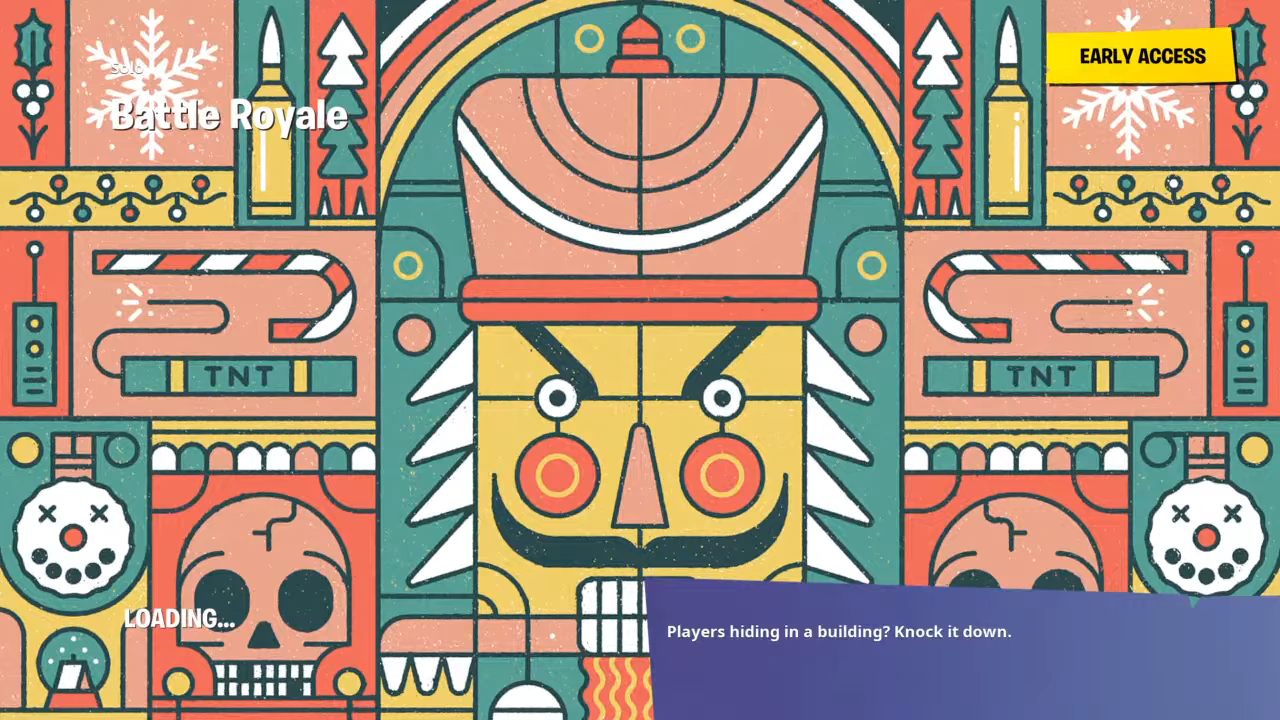 Solo
Battle Royale
EARLY ACCESS
TNT
TNT
LOADING...
Players hiding in a building? Knock it down.